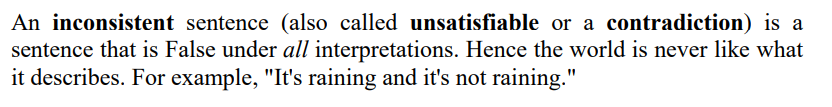 An inconsistent sentence (also called unsatisfiable or a contradiction) is a
sentence that is False under all interpretations. Hence the world is never like what
it describes. For example, "It's raining and it's not raining."